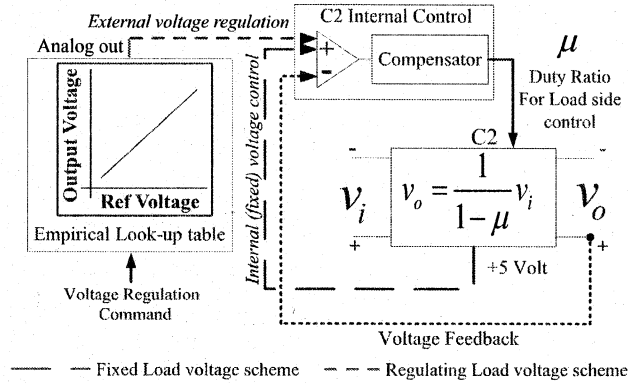 External voltage regulation
C2 Internal Control
Analog out
+
-
Compensator
μ
Duty Ratio
For Load side
control
Output Voltage
Ref Voltage
Empirical Look-up table
Voltage Regulation
Command
Internal (fixed) voltage control
C2
-
-
v_i
v_o = 1/(1-μ) v_i
v_o
+
+
+5 Volt
Voltage Feedback
Fixed Load voltage scheme
Regulating Load voltage scheme